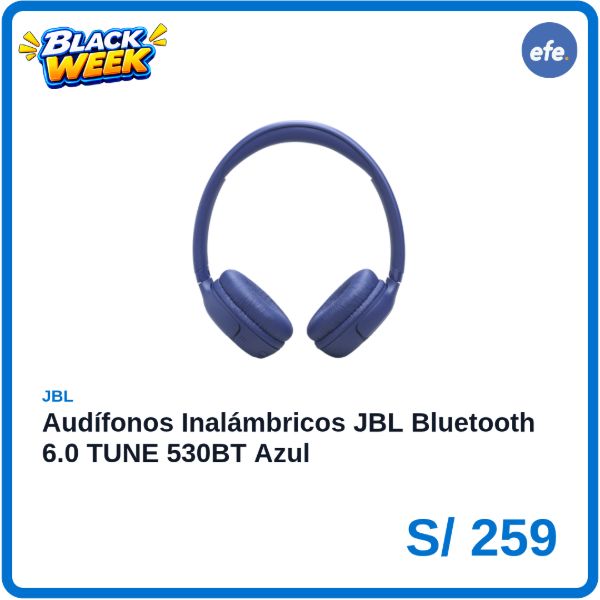 BLACK
WEEK
efe.
JBL
Audífonos Inalámbricos JBL Bluetooth
6.0 TUNE 530BT Azul
S/ 259